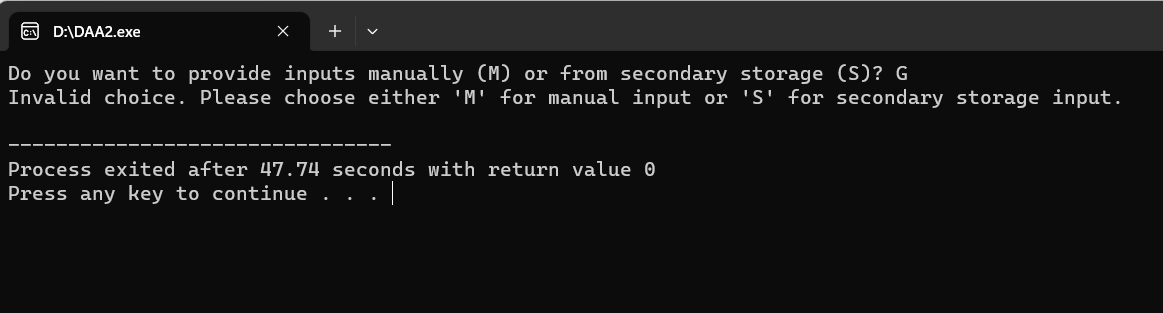 D:\DAA2.exe
Do you want to provide inputs manually (M) or from secondary storage (S)? G
Invalid choice. Please choose either 'M' for manual input or 'S' for secondary storage input.
--------------------------------
Process exited after 47.74 seconds with return value 0
Press any key to continue . . .